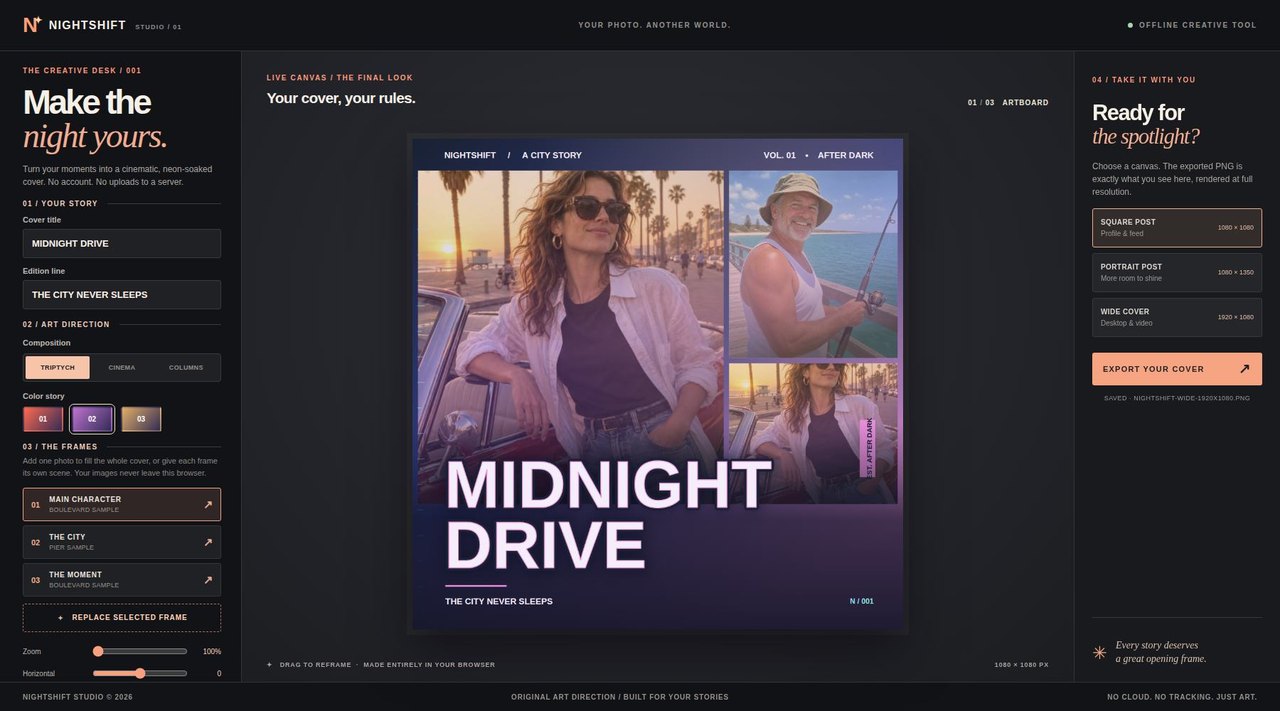 N NIGHTSHIFT STUDIO / 01
YOUR PHOTO. ANOTHER WORLD.
OFFLINE CREATIVE TOOL
THE CREATIVE DESK / 001
Make the
night yours.
Turn your moments into a cinematic, neon-soaked
cover. No account. No uploads to a server.
01 / YOUR STORY
Cover title
MIDNIGHT DRIVE
Edition line
THE CITY NEVER SLEEPS
02 / ART DIRECTION
Composition
TRIPTYCH CINEMA COLUMNS
Color story
01 02 03
03 / THE FRAMES
Add one photo to fill the whole cover, or give each frame
its own scene. Your images never leave this browser.
01 MAIN CHARACTER ↗
BOULEVARD SAMPLE
02 THE CITY ↗
PIER SAMPLE
03 THE MOMENT ↗
BOULEVARD SAMPLE
+ REPLACE SELECTED FRAME
Zoom 100%
Horizontal 0
LIVE CANVAS / THE FINAL LOOK
Your cover, your rules.
01 / 03 ARTBOARD
NIGHTSHIFT / A CITY STORY
VOL. 01 • AFTER DARK
EST. AFTER DARK
MIDNIGHT
DRIVE
THE CITY NEVER SLEEPS
N / 001
+ DRAG TO REFRAME · MADE ENTIRELY IN YOUR BROWSER
1080 × 1080 PX
04 / TAKE IT WITH YOU
Ready for
the spotlight?
Choose a canvas. The exported PNG is
exactly what you see here, rendered at full
resolution.
SQUARE POST 1080 × 1080
Profile & feed
PORTRAIT POST 1080 × 1350
More room to shine
WIDE COVER 1920 × 1080
Desktop & video
EXPORT YOUR COVER ↗
SAVED · NIGHTSHIFT-WIDE-1920X1080.PNG
Every story deserves
a great opening frame.
NIGHTSHIFT STUDIO © 2026
ORIGINAL ART DIRECTION / BUILT FOR YOUR STORIES
NO CLOUD. NO TRACKING. JUST ART.